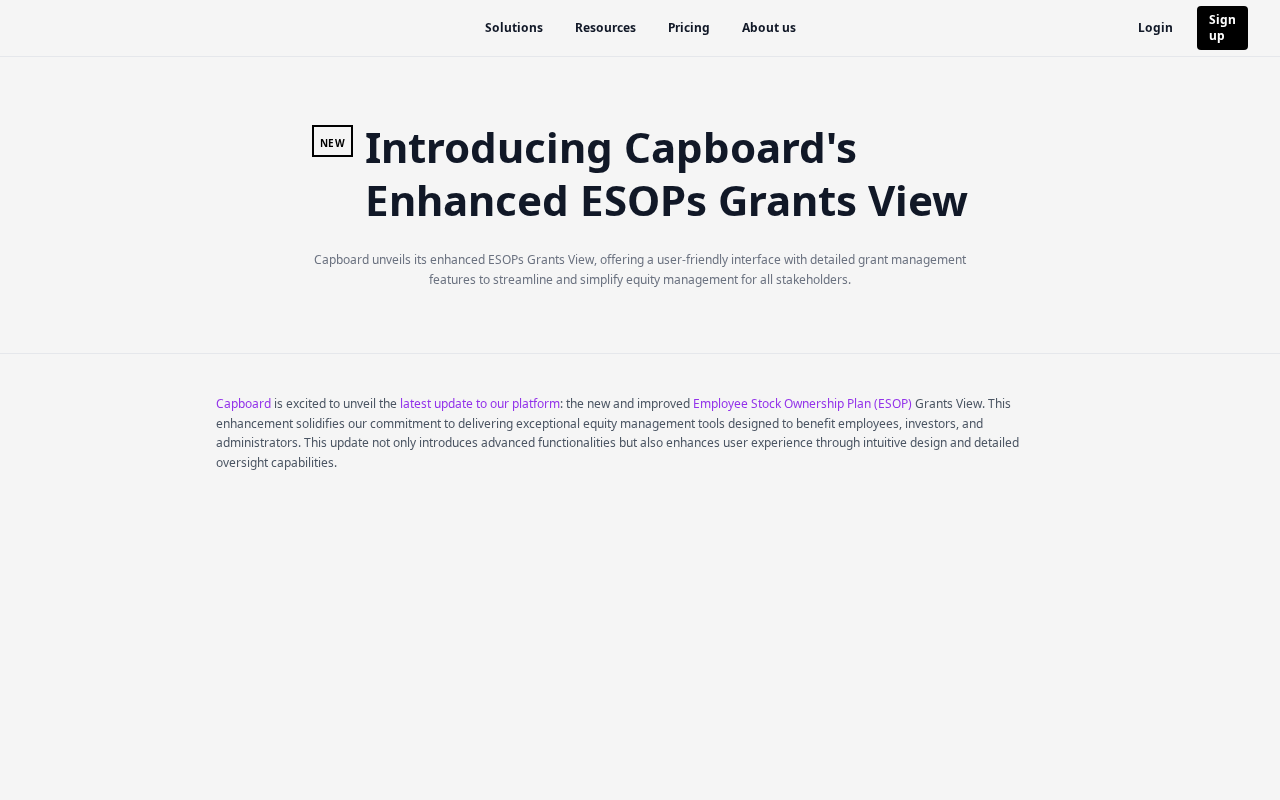 Solutions Resources Pricing About us Login Sign
up
NEW Introducing Capboard's
Enhanced ESOPs Grants View
Capboard unveils its enhanced ESOPs Grants View, offering a user-friendly interface with detailed grant management
features to streamline and simplify equity management for all stakeholders.
Capboard is excited to unveil the latest update to our platform: the new and improved Employee Stock Ownership Plan (ESOP) Grants View. This
enhancement solidifies our commitment to delivering exceptional equity management tools designed to benefit employees, investors, and
administrators. This update not only introduces advanced functionalities but also enhances user experience through intuitive design and detailed
oversight capabilities.